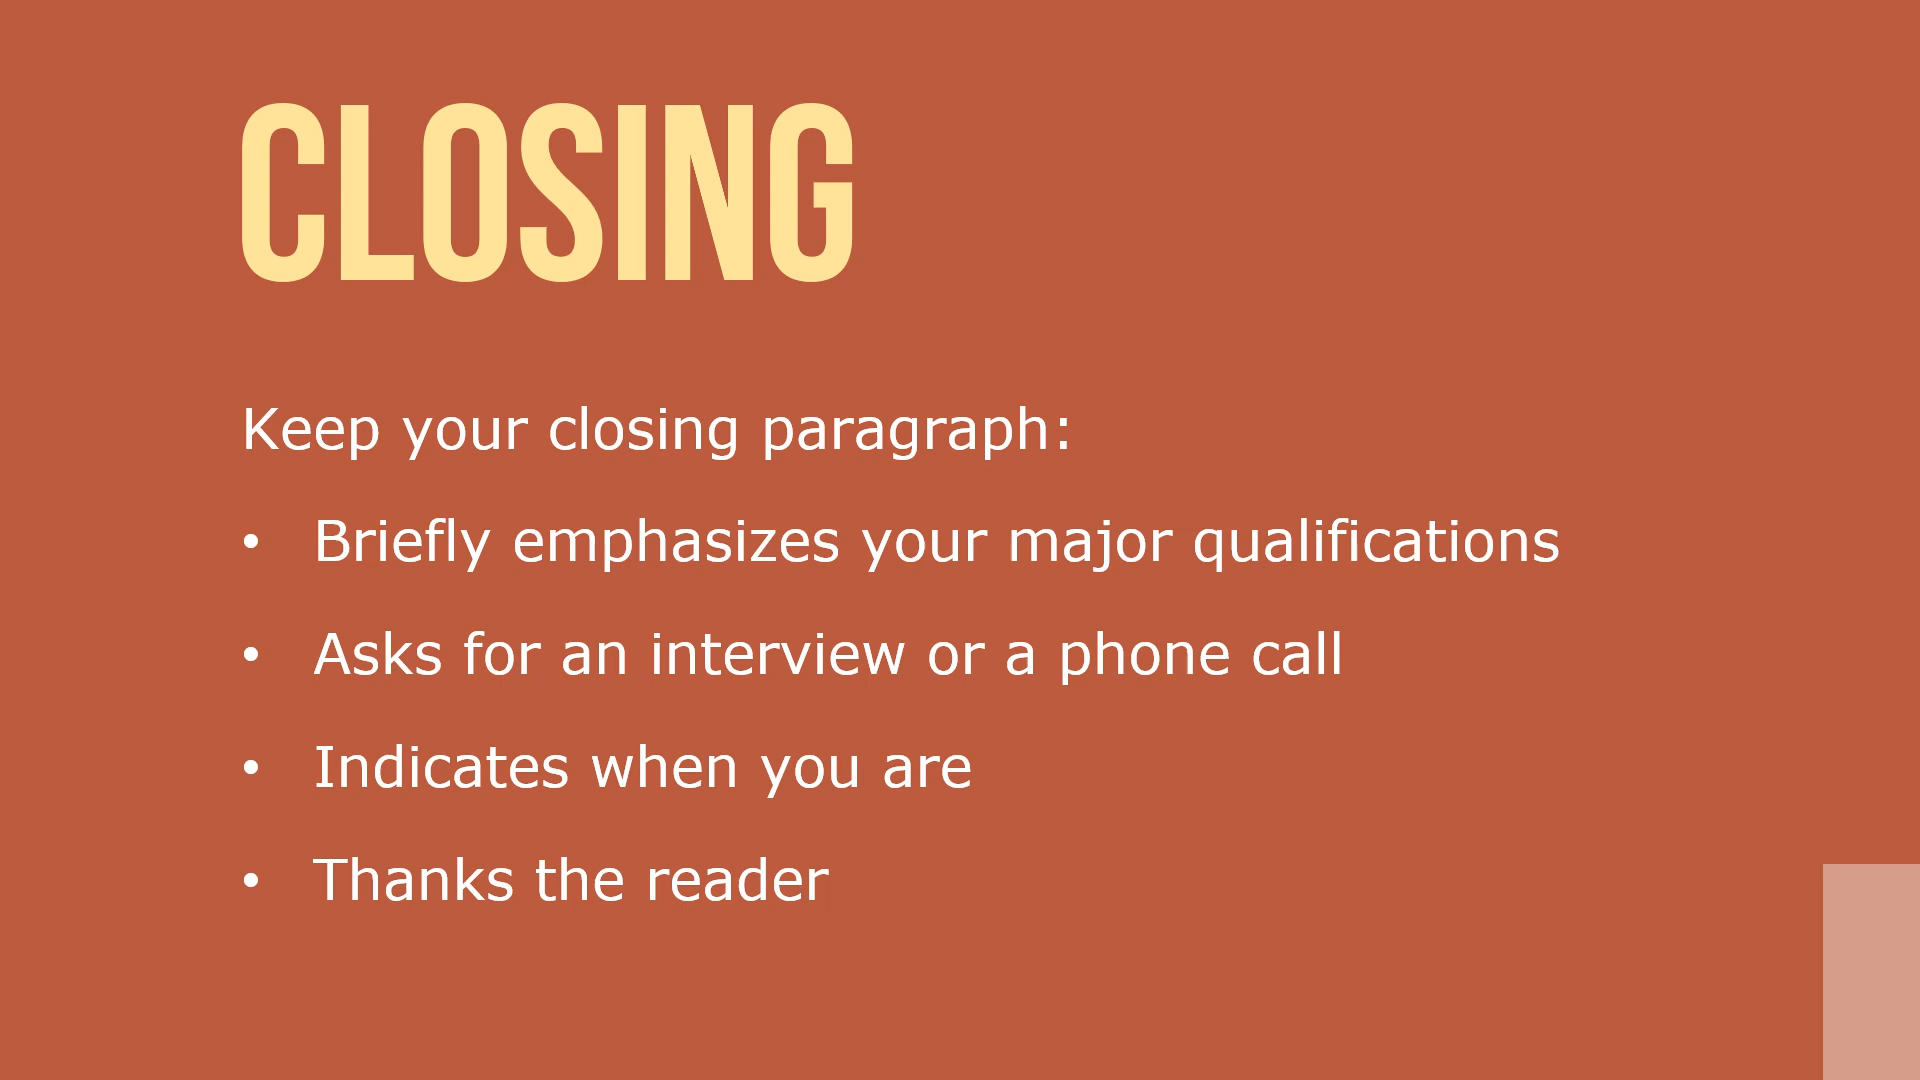 CLOSING
Keep your closing paragraph:
• Briefly emphasizes your major qualifications
• Asks for an interview or a phone call
• Indicates when you are
• Thanks the reader